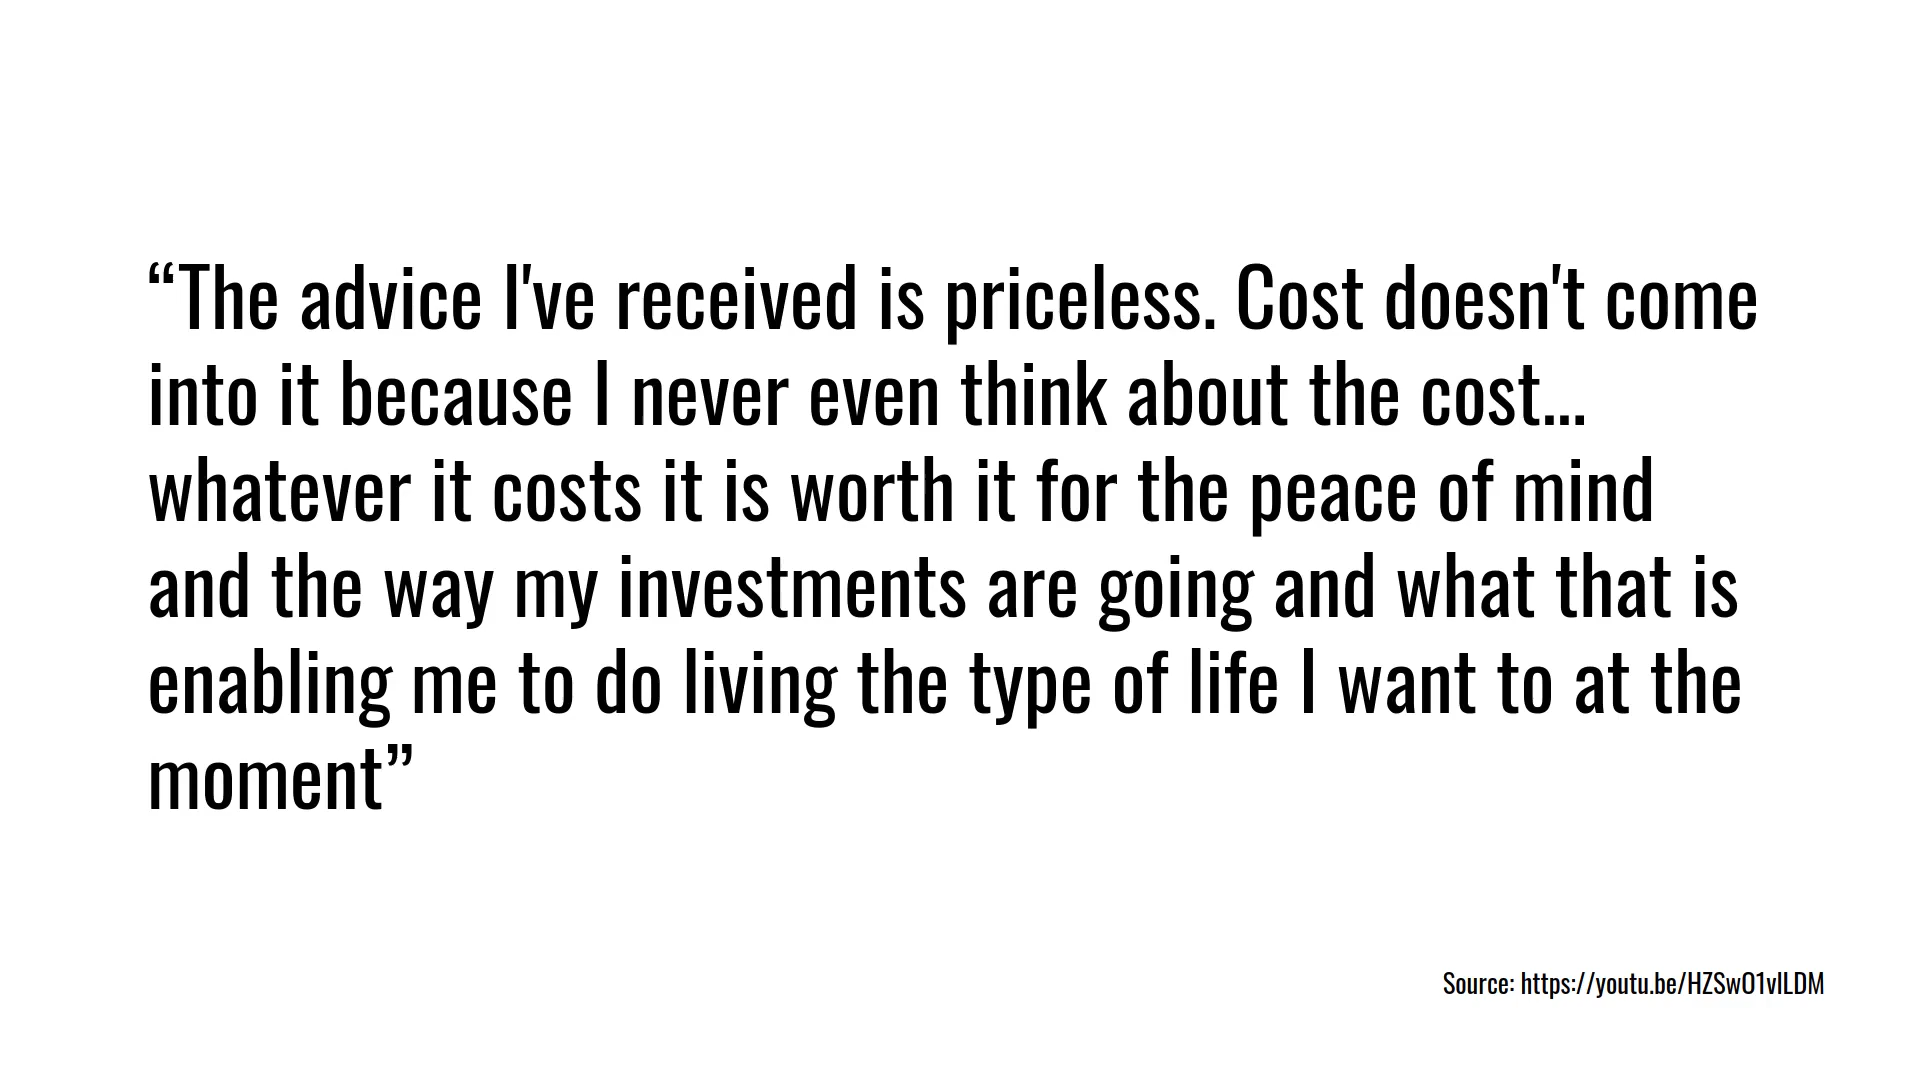 “The advice I've received is priceless. Cost doesn't come
into it because I never even think about the cost...
whatever it costs it is worth it for the peace of mind
and the way my investments are going and what that is
enabling me to do living the type of life I want to at the
moment”
Source: https://youtu.be/HZSwO1vlLDM